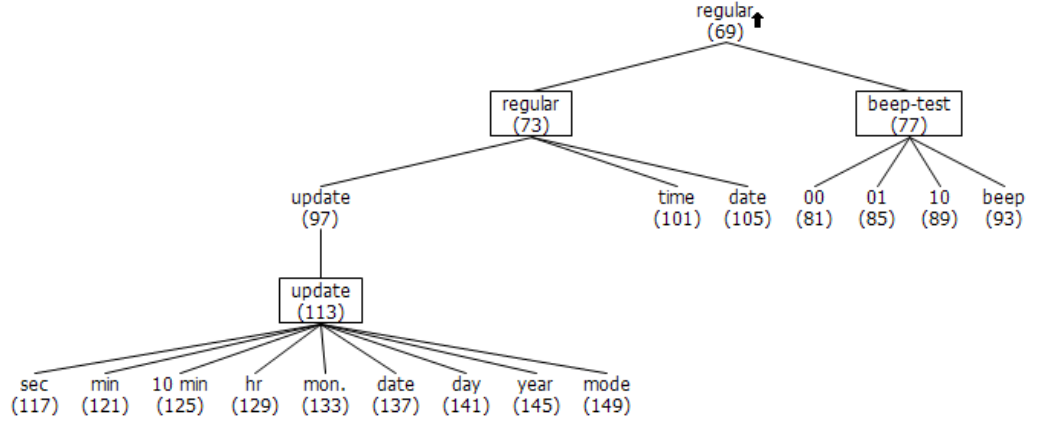 regular
(69)
regular
(73)
beep-test
(77)
update
(97)
time
(101)
date
(105)
00
(81)
01
(85)
10
(89)
beep
(93)
update
(113)
sec
(117)
min
(121)
10 min
(125)
hr
(129)
mon.
(133)
date
(137)
day
(141)
year
(145)
mode
(149)